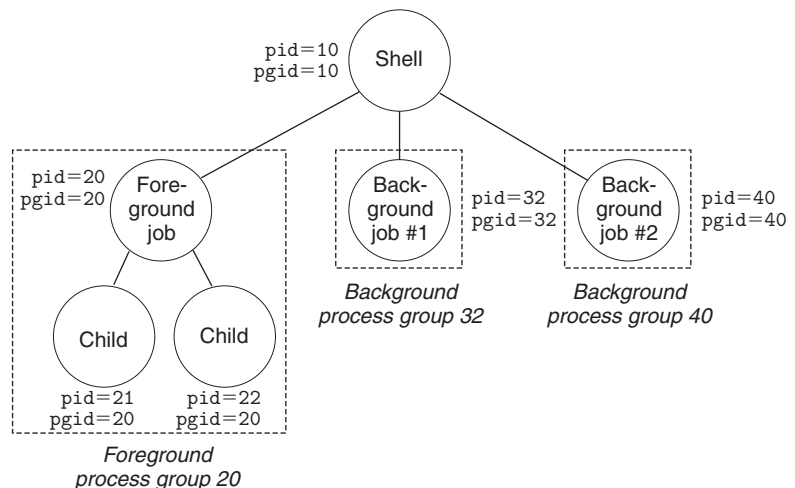 pid=10
pgid=10
Shell
pid=20
pgid=20
Fore-
ground
job
Back-
ground
job #1
pid=32
pgid=32
Back-
ground
job #2
pid=40
pgid=40
Background
process group 32
Background
process group 40
Child
Child
pid=21
pgid=20
pid=22
pgid=20
Foreground
process group 20